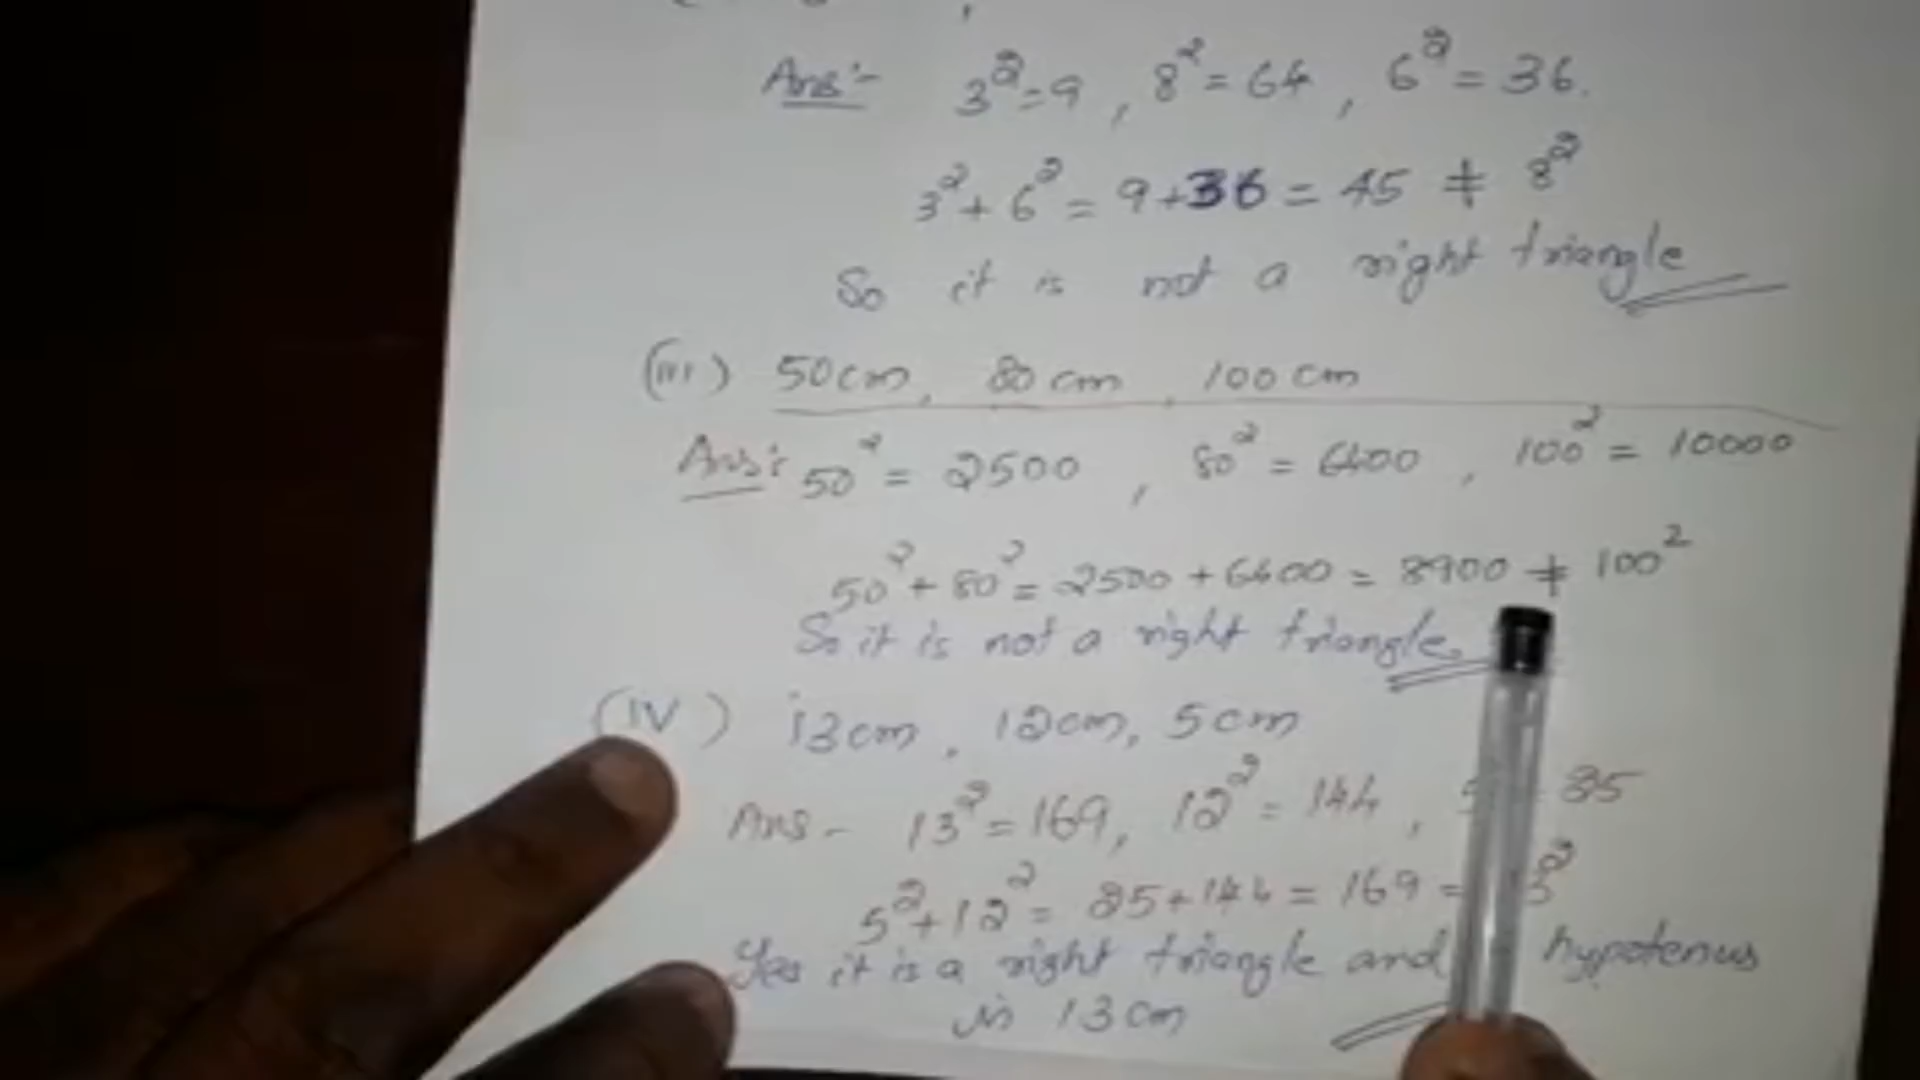 Ans:- 3² = 9 , 8² = 64 , 6² = 36.
3² + 6² = 9 + 36 = 45 ≠ 8²
So it is not a right triangle
(iii) 50cm, 80cm, 100cm
Ans: 50² = 2500 , 80² = 6400 , 100² = 10000
50² + 80² = 2500 + 6400 = 8900 ≠ 100²
So it is not a right triangle.
(IV) 13cm, 12cm, 5cm
Ans - 13² = 169, 12² = 144 ,
5² + 12² = 25 + 144 = 169 = 3²
Yes it is a right triangle and hypotenus
is 13cm